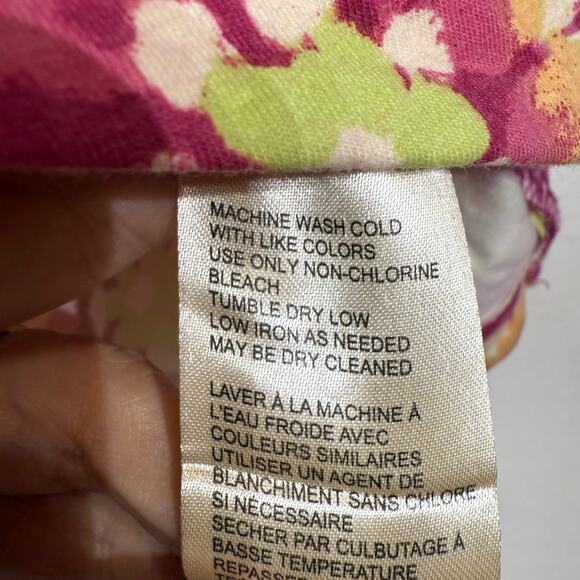 MACHINE WASH COLD
WITH LIKE COLORS
USE ONLY NON-CHLORINE
BLEACH
TUMBLE DRY LOW
LOW IRON AS NEEDED
MAY BE DRY CLEANED
LAVER À LA MACHINE À
L'EAU FROIDE AVEC
COULEURS SIMILAIRES
UTILISER UN AGENT DE
BLANCHIMENT SANS CHLORE
SI NÉCESSAIRE
SÉCHER PAR CULBUTAGE À
BASSE TEMPÉRATURE
REPASSER